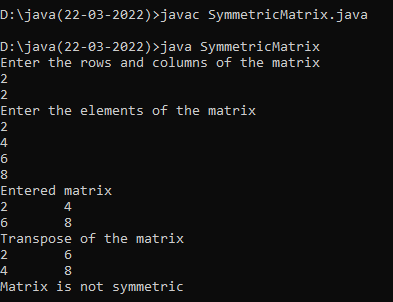 D:\java(22-03-2022)>javac SymmetricMatrix.java
D:\java(22-03-2022)>java SymmetricMatrix
Enter the rows and columns of the matrix
2
2
Enter the elements of the matrix
2
4
6
8
Entered matrix
2 4
6 8
Transpose of the matrix
2 6
4 8
Matrix is not symmetric